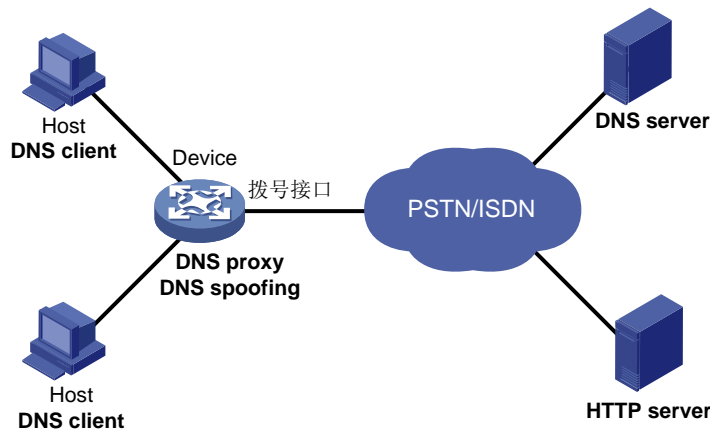 Host
DNS client
Device
拨号接口
DNS proxy
DNS spoofing
PSTN/ISDN
DNS server
Host
DNS client
HTTP server